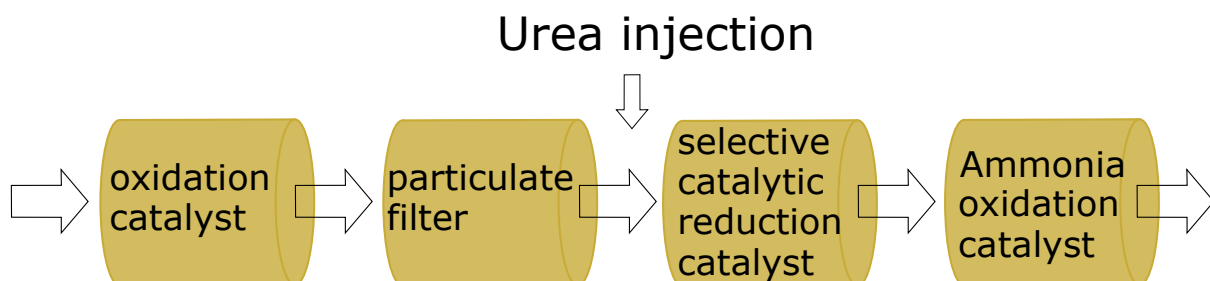 Urea injection
oxidation
catalyst
particulate
filter
selective
catalytic
reduction
catalyst
Ammonia
oxidation
catalyst